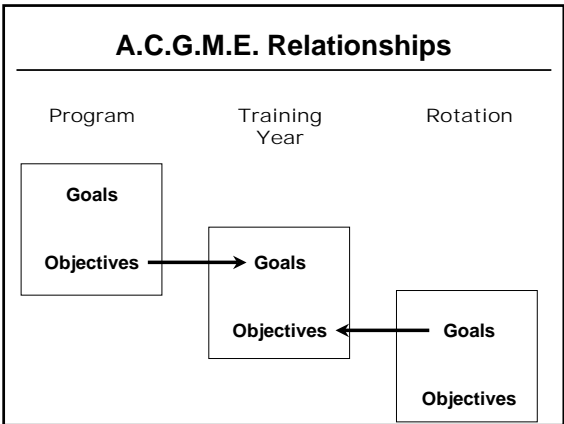 A.C.G.M.E. Relationships
Program
Training
Year
Rotation
Goals
Objectives
Goals
Objectives
Goals
Objectives